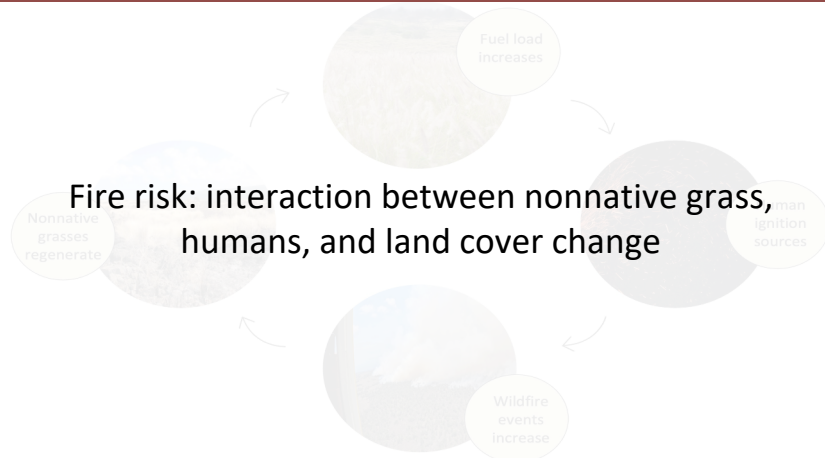 Fuel load
increases
Fire risk: interaction between nonnative grass,
humans, and land cover change
Nonnative
grasses
regenerate
ignition
sources
Wildfire
events
increase